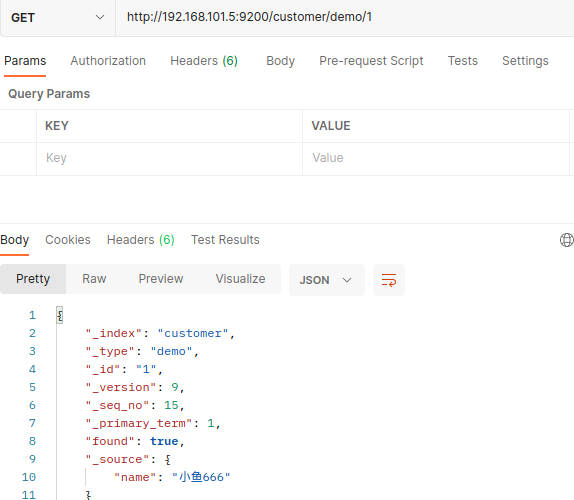 GET http://192.168.101.5:9200/customer/demo/1
Params Authorization Headers (6) Body Pre-request Script Tests Settings
Query Params
KEY VALUE
Key Value
Body Cookies Headers (6) Test Results
Pretty Raw Preview Visualize JSON
1 {
2 "_index": "customer",
3 "_type": "demo",
4 "_id": "1",
5 "_version": 9,
6 "_seq_no": 15,
7 "_primary_term": 1,
8 "found": true,
9 "_source": {
10 "name": "小鱼666"
11 }